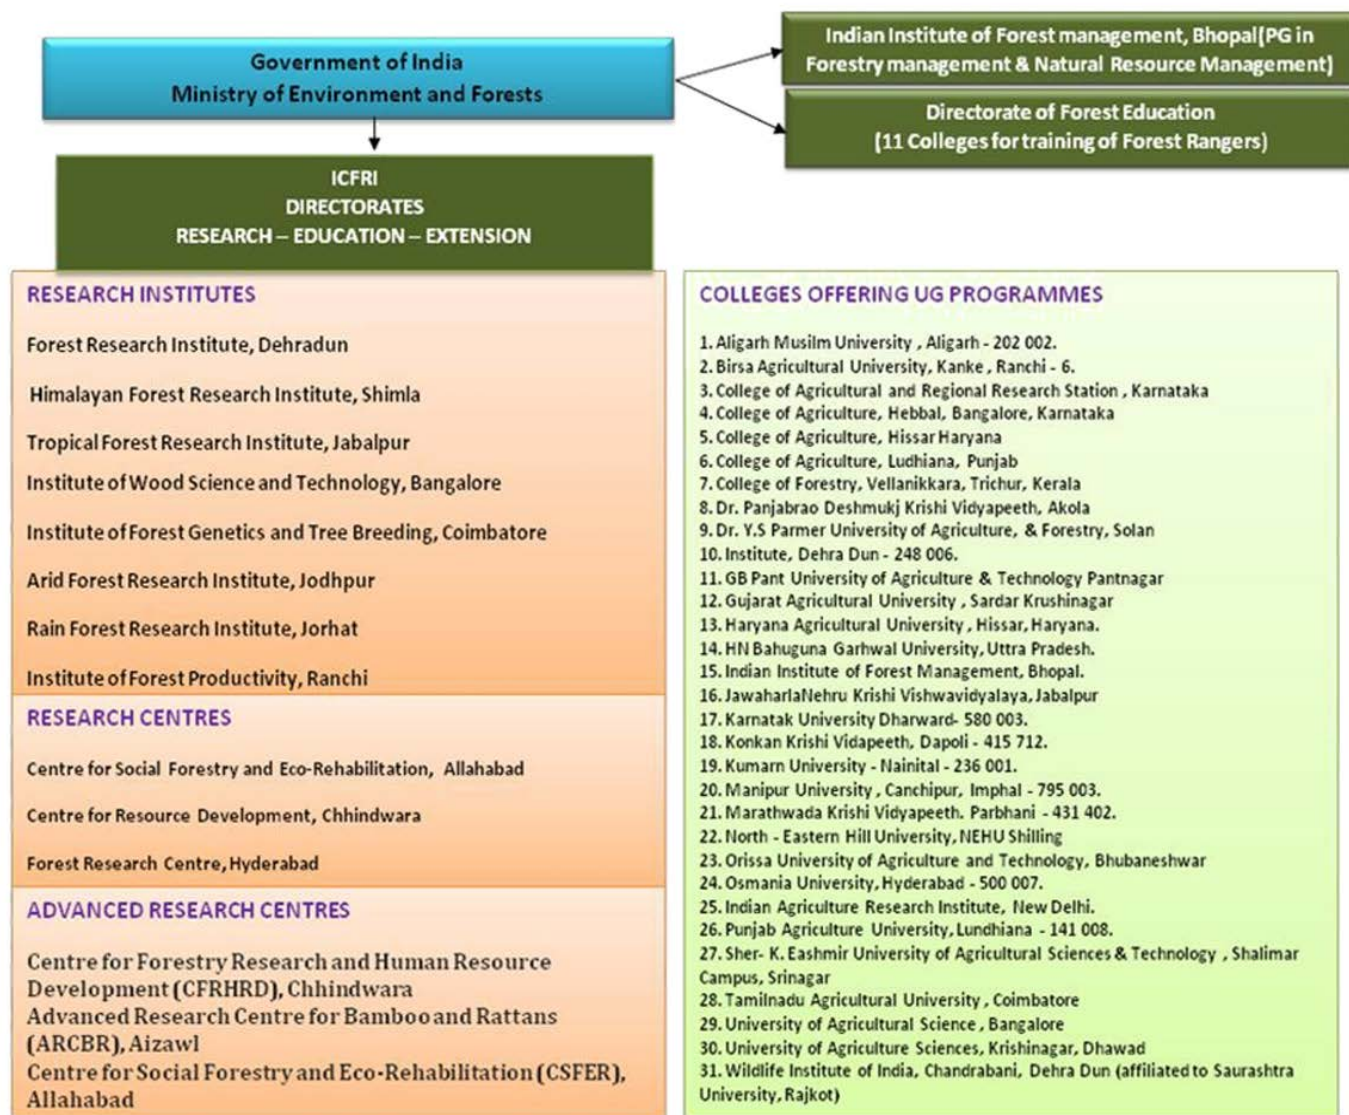 Government of India
Ministry of Environment and Forests
Indian Institute of Forest management, Bhopal(PG in
Forestry management & Natural Resource Management)
Directorate of Forest Education
(11 Colleges for training of Forest Rangers)
ICFRI
DIRECTORATES
RESEARCH – EDUCATION – EXTENSION
RESEARCH INSTITUTES
Forest Research Institute, Dehradun
Himalayan Forest Research Institute, Shimla
Tropical Forest Research Institute, Jabalpur
Institute of Wood Science and Technology, Bangalore
Institute of Forest Genetics and Tree Breeding, Coimbatore
Arid Forest Research Institute, Jodhpur
Rain Forest Research Institute, Jorhat
Institute of Forest Productivity, Ranchi
RESEARCH CENTRES
Centre for Social Forestry and Eco-Rehabilitation, Allahabad
Centre for Resource Development, Chhindwara
Forest Research Centre, Hyderabad
ADVANCED RESEARCH CENTRES
Centre for Forestry Research and Human Resource
Development (CFRHRD), Chhindwara
Advanced Research Centre for Bamboo and Rattans
(ARCBR), Aizawl
Centre for Social Forestry and Eco-Rehabilitation (CSFER),
Allahabad
COLLEGES OFFERING UG PROGRAMMES
1. Aligarh Musilm University , Aligarh - 202 002.
2. Birsa Agricultural University, Kanke , Ranchi - 6.
3. College of Agricultural and Regional Research Station , Karnataka
4. College of Agriculture, Hebbal, Bangalore, Karnataka
5. College of Agriculture, Hissar Haryana
6. College of Agriculture, Ludhiana, Punjab
7. College of Forestry, Vellanikkara, Trichur, Kerala
8. Dr. Panjabrao Deshmukj Krishi Vidyapeeth, Akola
9. Dr. Y.S Parmer University of Agriculture, & Forestry, Solan
10. Institute, Dehra Dun - 248 006.
11. GB Pant University of Agriculture & Technology Pantnagar
12. Gujarat Agricultural University , Sardar Krushinagar
13. Haryana Agricultural University , Hissar, Haryana.
14. HN Bahuguna Garhwal University, Uttra Pradesh.
15. Indian Institute of Forest Management, Bhopal.
16. JawaharlaNehru Krishi Vishwavidyalaya, Jabalpur
17. Karnatak University Dharward- 580 003.
18. Konkan Krishi Vidapeeth, Dapoli - 415 712.
19. Kumarn University - Nainital - 236 001.
20. Manipur University , Canchipur, Imphal - 795 003.
21. Marathwada Krishi Vidyapeeth. Parbhani - 431 402.
22. North - Eastern Hill University, NEHU Shilling
23. Orissa University of Agriculture and Technology, Bhubaneshwar
24. Osmania University, Hyderabad - 500 007.
25. Indian Agriculture Research Institute, New Delhi.
26. Punjab Agriculture University, Lundhiana - 141 008.
27. Sher- K. Eashmir University of Agricultural Sciences & Technology , Shalimar
Campus, Srinagar
28. Tamilnadu Agricultural University , Coimbatore
29. University of Agricultural Science , Bangalore
30. University of Agriculture Sciences, Krishinagar, Dhawad
31. Wildlife Institute of India, Chandrabani, Dehra Dun (affiliated to Saurashtra
University, Rajkot)